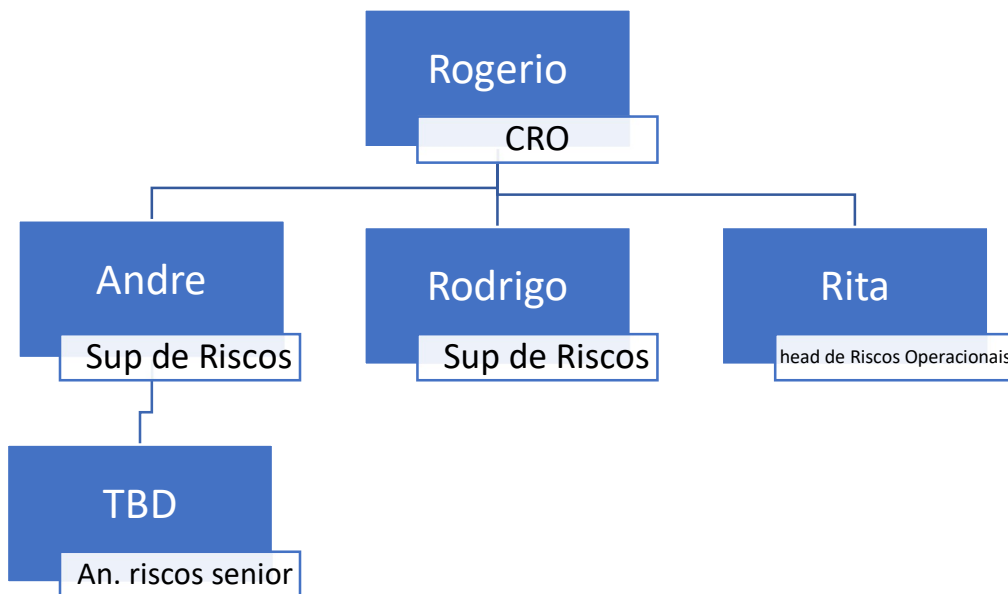 Rogerio
CRO
Andre
Sup de Riscos
Rodrigo
Sup de Riscos
Rita
head de Riscos Operacionais
TBD
An. riscos senior